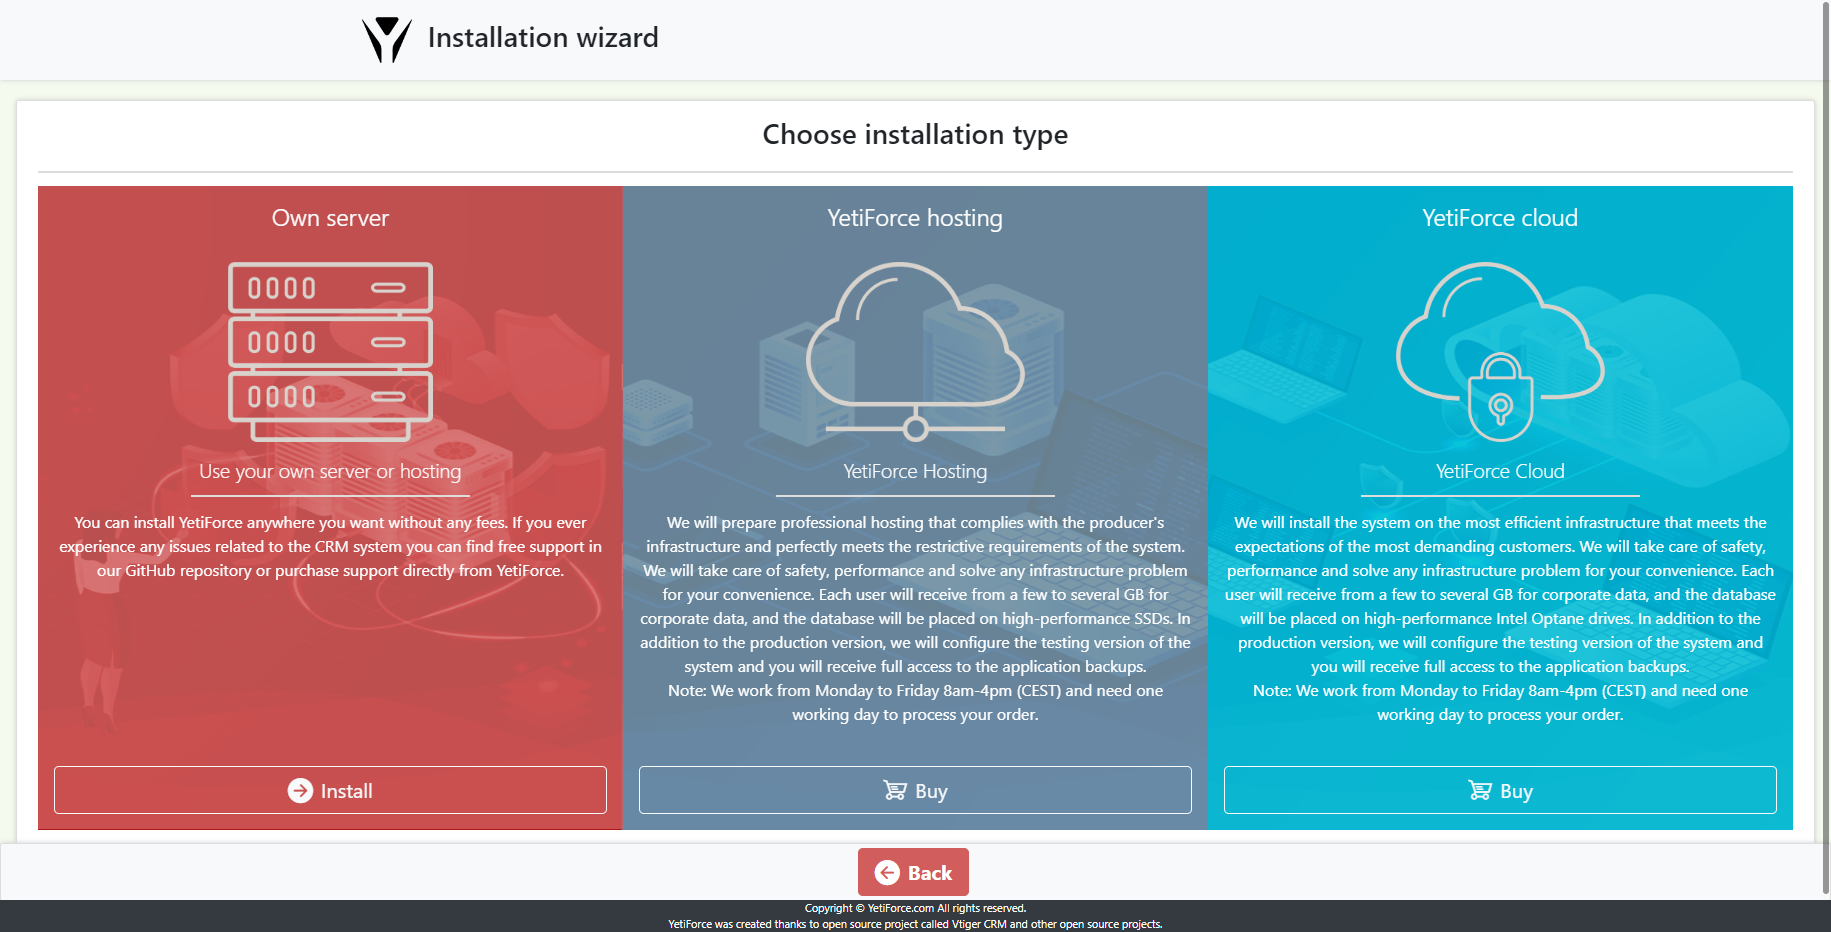 Installation wizard
Choose installation type
Own server
Use your own server or hosting
You can install YetiForce anywhere you want without any fees. If you ever
experience any issues related to the CRM system you can find free support in
our GitHub repository or purchase support directly from YetiForce.
Install
YetiForce hosting
YetiForce Hosting
We will prepare professional hosting that complies with the producer's
infrastructure and perfectly meets the restrictive requirements of the system.
We will take care of safety, performance and solve any infrastructure problem
for your convenience. Each user will receive from a few to several GB for
corporate data, and the database will be placed on high-performance SSDs. In
addition to the production version, we will configure the testing version of the
system and you will receive full access to the application backups.
Note: We work from Monday to Friday 8am-4pm (CEST) and need one
working day to process your order.
Buy
YetiForce cloud
YetiForce Cloud
We will install the system on the most efficient infrastructure that meets the
expectations of the most demanding customers. We will take care of safety,
performance and solve any infrastructure problem for your convenience. Each
user will receive from a few to several GB for corporate data, and the database
will be placed on high-performance Intel Optane drives. In addition to the
production version, we will configure the testing version of the system and
you will receive full access to the application backups.
Note: We work from Monday to Friday 8am-4pm (CEST) and need one
working day to process your order.
Buy
Back
Copyright © YetiForce.com All rights reserved.
YetiForce was created thanks to open source project called Vtiger CRM and other open source projects.